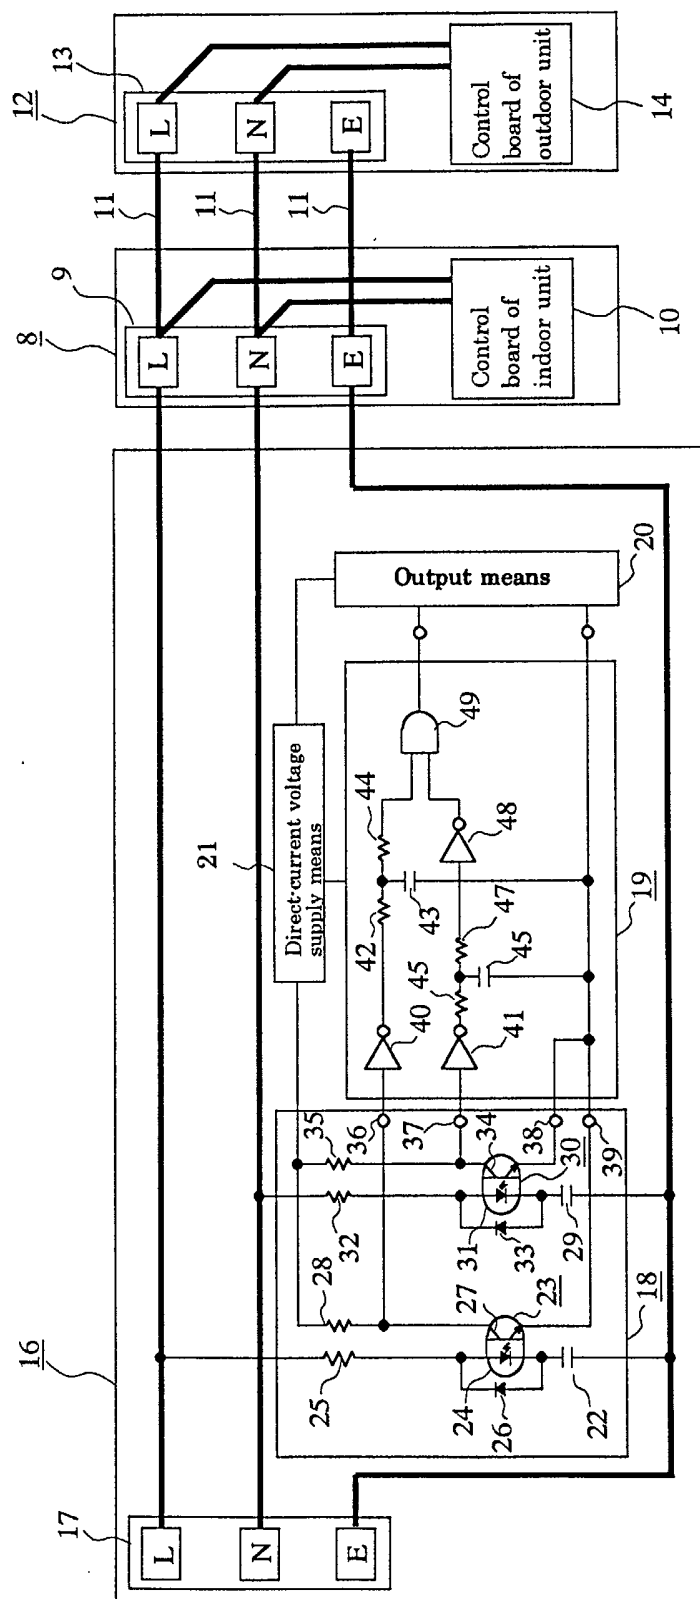 16
17
L
N
E
25
28
32
35
24
27
23
26
22
31
34
30
33
29
18
36
37
38
39
21
Direct-current voltage
supply means
40
42
44
43
41
45
47
45
48
49
19
Output means
20
8
9
L
N
E
Control
board of
indoor unit
10
11
11
11
12
13
L
N
E
Control
board of
outdoor unit
14